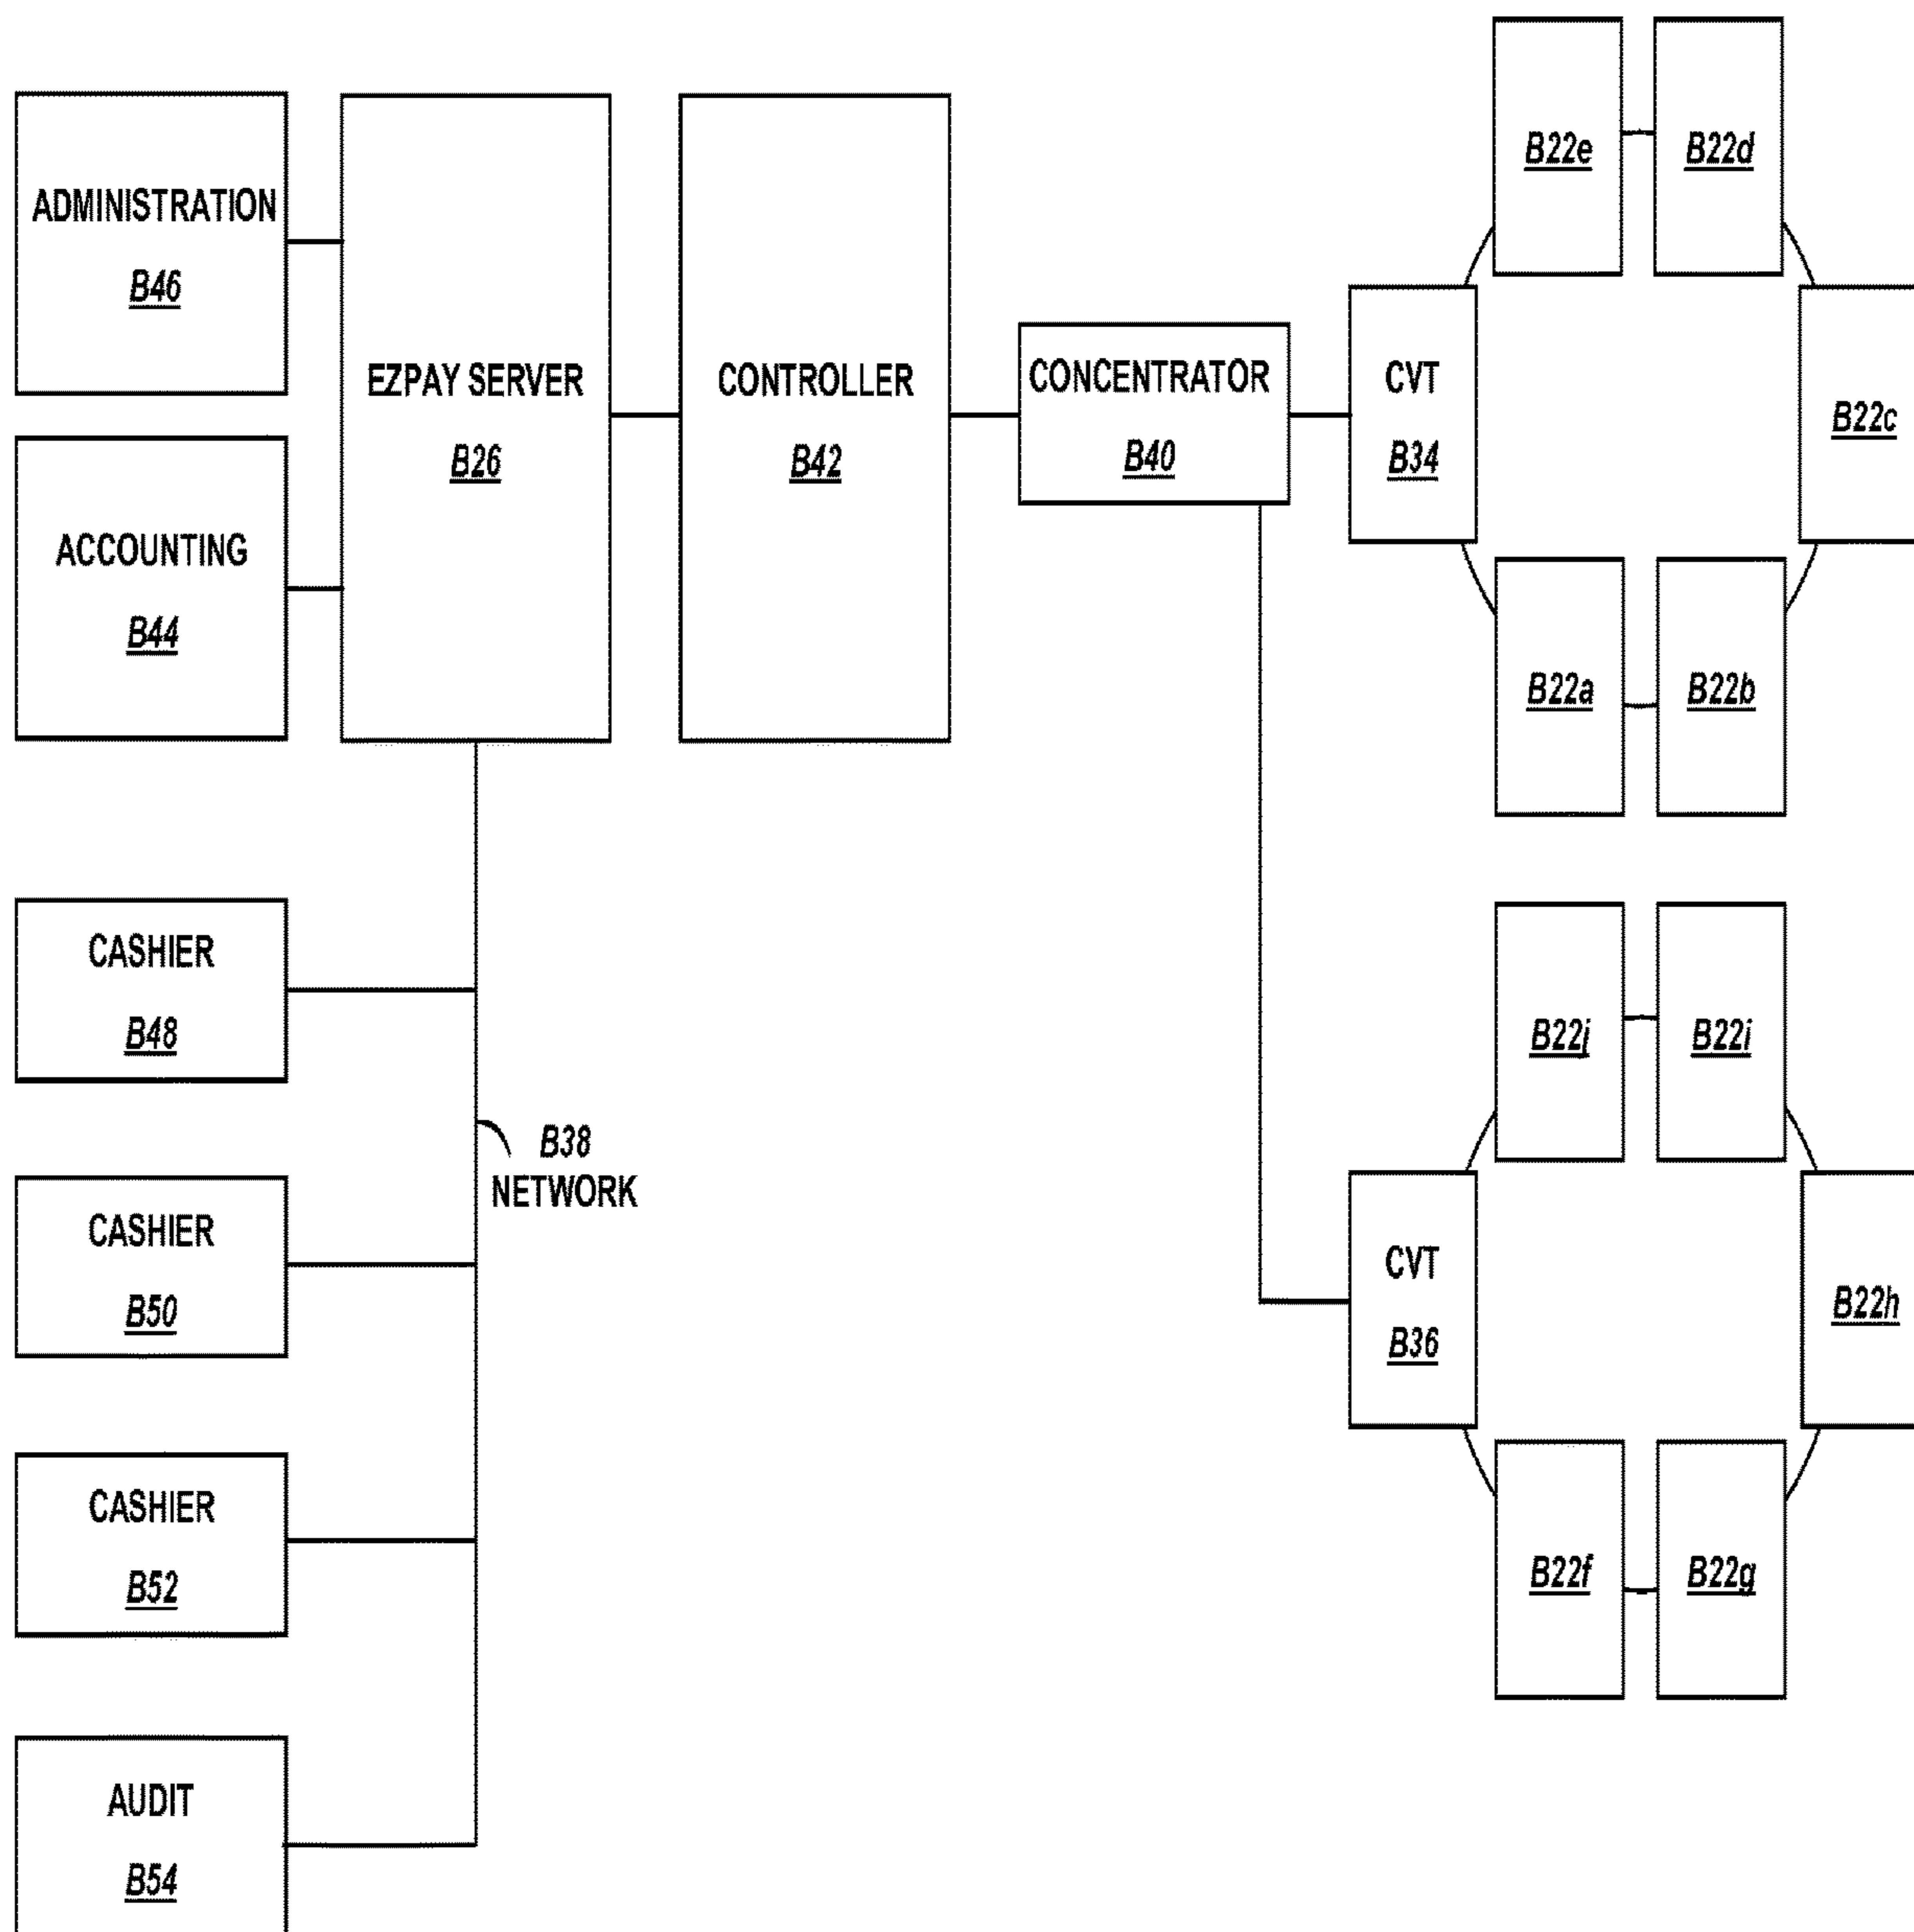 ADMINISTRATION
B46
EZPAY SERVER
B26
CONTROLLER
B42
CONCENTRATOR
B40
CVT
B34
B22e
B22d
B22c
B22a
B22b
ACCOUNTING
B44
CASHIER
B48
B38
NETWORK
CASHIER
B50
CASHIER
B52
AUDIT
B54
CVT
B36
B22j
B22i
B22h
B22f
B22g